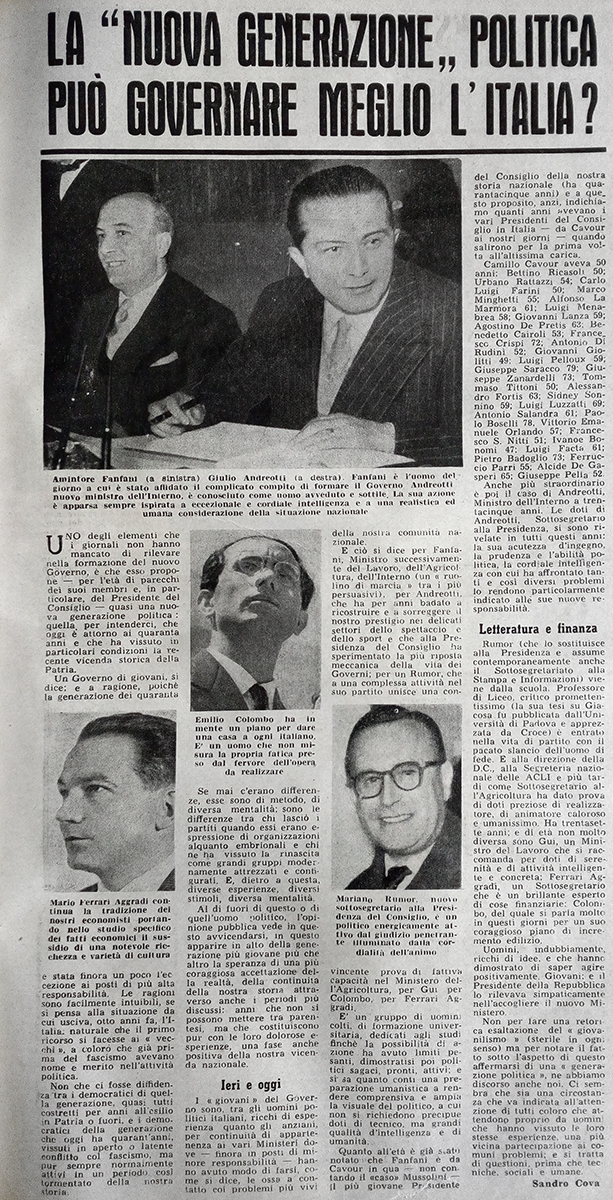 LA “NUOVA GENERAZIONE„ POLITICA
PUÒ GOVERNARE MEGLIO L'ITALIA?
Amintore Fanfani (a sinistra) Giulio Andreotti (a destra). Fanfani è l'uomo del
giorno a cui è stato affidato il complicato compito di formare il Governo Andreotti
nuovo ministro dell'Interno, è conosciuto come uomo avveduto e sottile. La sua azione
è apparsa sempre ispirata a eccezionale e cordiale intelligenza e a una realistica ed
umana considerazione della situazione nazionale
UNO degli elementi che
i giornali non hanno
mancato di rilevare
nella formazione del nuovo
Governo, è che esso propo-
ne — per l'età di parecchi
dei suoi membri e, in par-
ticolare, del Presidente del
Consiglio — quasi una nuo-
va generazione politica:
quella, per intenderci, che
oggi è attorno ai quaranta
anni e che ha vissuto in
particolari condizioni la re-
cente vicenda storica della
Patria.
Un Governo di giovani, si
dice; e a ragione, poichè
la generazione dei quaranta
Mario Ferrari Aggradi con
tinua la tradizione dei
nostri economisti portan-
do nello studio specifico
dei fatti economici il sus-
sidio di una notevole ric-
chezza e varietà di cultura
è stata finora un poco l'ec-
cezione ai posti di più alta
responsabilità. Le ragioni
sono facilmente intuibili, se
si pensa alla situazione da
cui usciva, otto anni fa, l'I-
talia, naturale che il primo
ricorso si facesse ai « vec-
chi », a coloro che già pri-
ma del fascismo avevano
nome e merito nell'attività
politica.
Non che ci fosse diffiden-
za tra i democratici di quel-
la generazione, quasi tutti
costretti per anni all'esilio
in Patria o fuori, e i demo-
cratici della generazione
che oggi ha quarant'anni,
vissuti in aperto o latente
conflitto col fascismo, ma
pur sempre normalmente
attivi in un periodo così
tormentato della nostra
storia.
Emilio Colombo ha in
mente un piano per dare
una casa a ogni italiano.
E' un uomo che non mi-
sura la propria fatica pre-
so dal fervore dell'opera
da realizzare
Se mai c'erano differenze,
esse sono di metodo, di
diversa mentalità; sono le
differenze tra chi lasciò i
partiti quando essi erano e-
spressione di organizzazioni
alquanto embrionali e chi
ne ha vissuto la rinascita
come grandi gruppi moder-
namente attrezzati e confi-
gurati. E, dietro a questa,
diverse esperienze, diversi
stimoli, diversa mentalità.
Al di fuori di questo o di
quell'uomo politico, l'opi-
nione pubblica vede in que-
sto avvicendarsi, in questo
apparire in alto della gene-
razione più giovane più che
altro la speranza di una più
coraggiosa accettazione del-
la realtà, della continuità
della nostra storia attra-
verso anche i periodi più
discussi: anni che non si
possono mettere tra paren-
tesi, ma che costituiscono
pur con le loro dolorose e-
sperienze, una fase anche
positiva della nostra vicen-
da nazionale.
Ieri e oggi
I « giovani » del Gover-
no sono, tra gli uomini po-
litici italiani, ricchi di espe-
rienza quanto gli anziani,
per continuità di apparte-
nenza ai vari Ministeri do-
ve — finora in posti di mi-
nore responsabilità — han-
no avuto modo di farsi, co-
me si dice, le ossa a con-
tatto coi problemi più vivi
della nostra comunità na-
zionale.
E ciò si dice per Fanfa-
ni; Ministro successivamen-
te del Lavoro, dell'Agricol-
tura, dell'Interno (un « ruo-
lino di marcia » tra i più
persuasivi), per Andreotti, che
ha per anni badato a
ricostruire e a sorreggere il
nostro prestigio nei delicati
settori dello spettacolo e
dello sport e che alla Pre-
sidenza del Consiglio ha
sperimentato la più riposta
meccanica della vita dei
Governi; per un Rumor, che
a una complessa attività nel
suo partito unisce una con-
Mariano Rumor, nuovo
sottosegretario alla Presi-
denza del Consiglio, è un
politico energicamente atti-
vo dal giudizio penetran-
te illuminato dalla cor-
dialità dell'animo
vincente prova di fattiva
capacità nel Ministero del-
l'Agricoltura, per Gui per
Colombo, per Ferrari Ag-
gradi.
E' un gruppo di uomini
colti, di formazione univer-
sitaria, dedicati agli studi
finchè la possibilità di a-
zione ha avuto limiti pe-
santi, dimostratisi poi poli-
tici sagaci, pronti, attivi; e
si sa quanto conti una pre-
parazione umanistica a ren-
dere comprensiva e ampia
la visuale del politico, a cui
non si richiedono precipue
doti di tecnico, ma gran-
di qualità d'intelligenza e di
umanità.
Quanto all'età è già stato
notato che Fanfani è da
Cavour in qua — non con-
tando il «caso» Mussolini —
il più giovane Presidente
del Consiglio della nostra
storia nazionale (ha qua-
rantacinque anni) e a que-
sto proposito, anzi, indichia-
mo quanti anni avevano i
vari Presidenti del Consi-
glio in Italia — da Cavour
ai nostri giorni — quando
salirono per la prima vol-
ta all'altissima carica.
Camillo Cavour aveva 50
anni; Bettino Ricasoli 50;
Urbano Rattazzi 54; Carlo
Luigi Farini 50; Marco
Minghetti 55; Alfonso La
Marmora 61; Luigi Mena-
brea 58; Giovanni Lanza 59;
Agostino De Pretis 63; Be-
nedetto Cairoli 53; France-
sco Crispi 72; Antonio Di
Rudinì 52; Giovanni Gio-
litti 49; Luigi Pelloux 59;
Giuseppe Saracco 79; Giu-
seppe Zanardelli 73; Tom-
maso Tittoni 50; Alessan-
dro Fortis 63; Sidney Son-
nino 59; Luigi Luzzatti 69;
Antonio Salandra 61; Pao-
lo Boselli 78, Vittorio Ema-
nuele Orlando 57; France-
sco S. Nitti 51; Ivanoe Bo-
nomi 47; Luigi Facta 61;
Pietro Badoglio 73; Ferruc-
cio Parri 55; Alcide De Ga-
speri 65; Giuseppe Pella 52
Anche più straordinario
è poi il caso di Andreotti,
Ministro dell'Interno a tren-
tacinque anni. Le doti di
Andreotti, Sottosegretario
alla Presidenza, si sono ri-
velate in tutti questi anni: la
sua acutezza d'ingegno,
la prudenza e l'abilità po-
litica, la cordiale intelligen-
za con cui ha affrontato tan-
ti e così diversi problemi
lo rendono particolarmente
indicato alle sue nuove re-
sponsabilità.
Letteratura e finanza
Rumor (che lo sostituisce
alla Presidenza e assume
contemporaneamente anche
il Sottosegretariato alla
Stampa e Informazioni) vie-
ne dalla scuola. Professore
di Liceo, critico promettentis-
simo (la sua tesi su Gia-
cosa fu pubblicata dall'Uni-
versità di Padova e apprez-
zata da Croce) è entrato
nella vita di partito con il
pacato slancio dell'uomo di
fede. E alla direzione della
D.C., alla Segreteria nazio-
nale delle ACLI e più tar-
di come Sottosegretario al-
l'Agricoltura ha dato prova
di doti preziose di realizza-
tore, di animatore caloroso
e umanissimo. Ha trentaset-
te anni; e di età non molto
diversa sono Gui, un Mini-
stro del Lavoro che si rac-
comanda per doti di sereni-
tà e di attività intelligente
e concreta; Ferrari Aggra-
di, un Sottosegretario che
è un brillante esperto
di cose finanziarie; Colombo,
del quale si parla molto
in questi giorni per un suo
coraggioso piano di incre-
mento edilizio.
Uomini, indubbiamente,
ricchi di idee, e che hanno
dimostrato di saper agire
positivamente. Giovani: e il
Presidente della Repubblica
lo rilevava simpaticamente
nell'accogliere il nuovo Mi-
nistero.
Non per fare una retori-
ca esaltazione del « giova-
nilismo » (sterile in ogni
senso) ma per notare il fat-
to sotto l'aspetto di questo
affermarsi di una « genera-
zione politica », ne abbiamo
discorso anche noi. Ci sem-
bra che sia una circostan-
za che va indicata all'atten-
zione di tutti coloro che at-
tendono proprio da uomini
che hanno vissuto le loro
stesse esperienze, una più
vicina partecipazione ai co-
muni problemi; e si trat-
ta di questioni, prima che tec-
niche, sociali e umane.
Sandro Cova